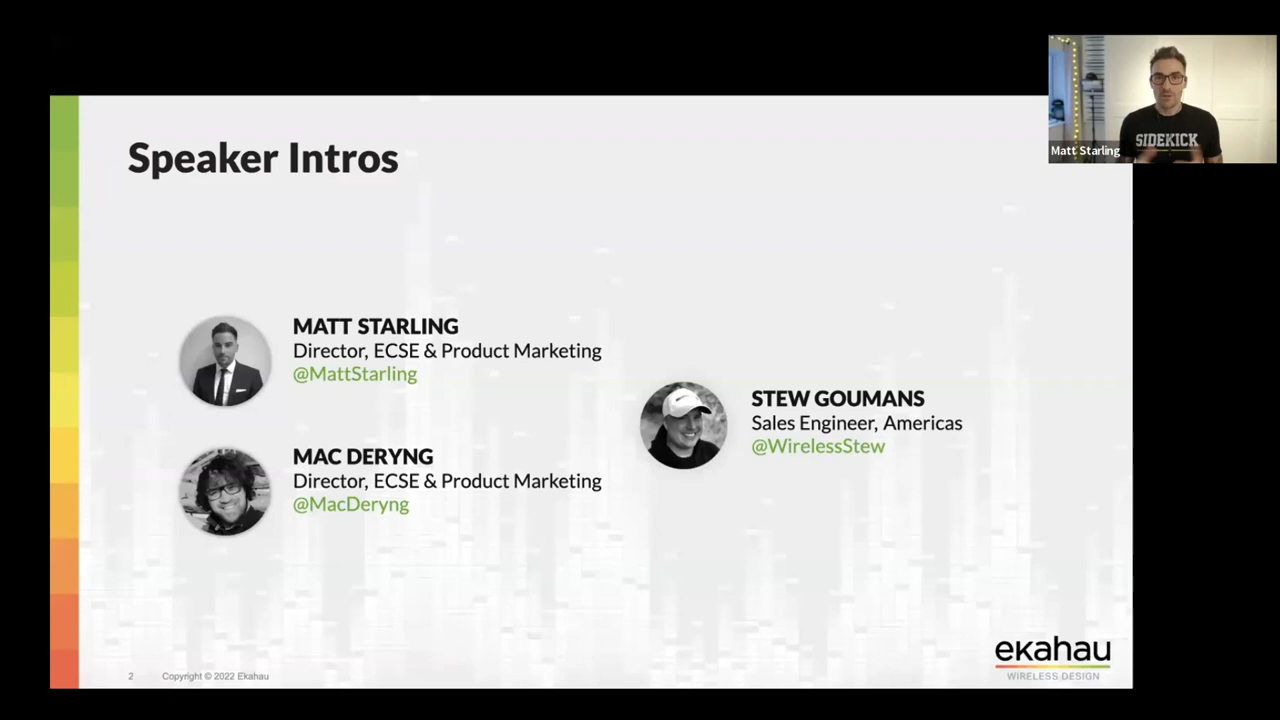 Speaker Intros
MATT STARLING
Director, ECSE & Product Marketing
@MattStarling
MAC DERYNG
Director, ECSE & Product Marketing
@MacDeryng
STEW GOUMANS
Sales Engineer, Americas
@WirelessStew
2
Copyright © 2022 Ekahau
ekahau
WIRELESS DESIGN
SIDEKICK
Matt Starling